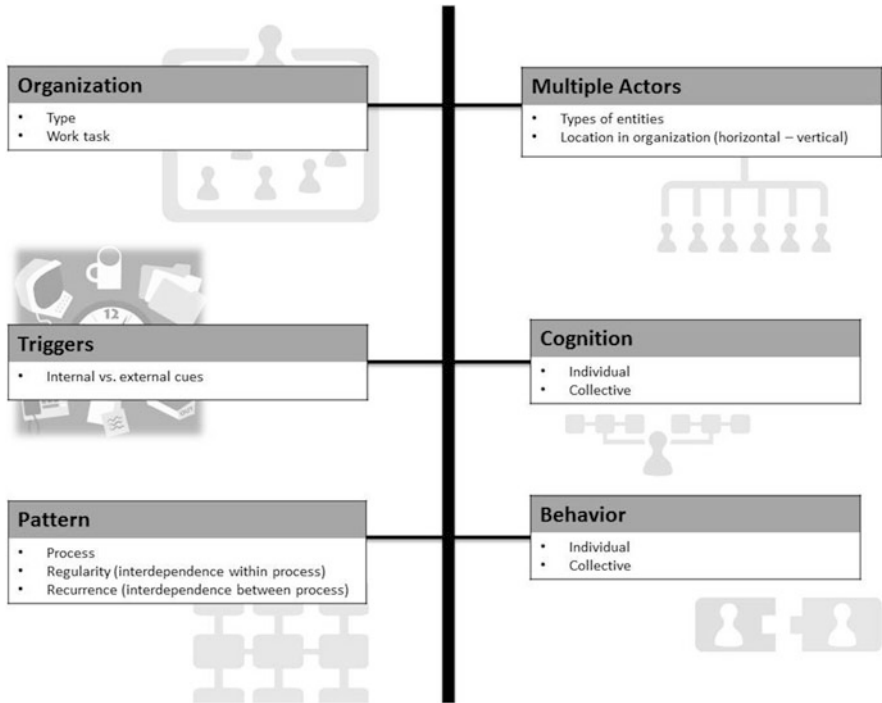 Organization
• Type
• Work task
Multiple Actors
• Types of entities
• Location in organization (horizontal – vertical)
12
Triggers
• Internal vs. external cues
Cognition
• Individual
• Collective
Pattern
• Process
• Regularity (interdependence within process)
• Recurrence (interdependence between process)
Behavior
• Individual
• Collective